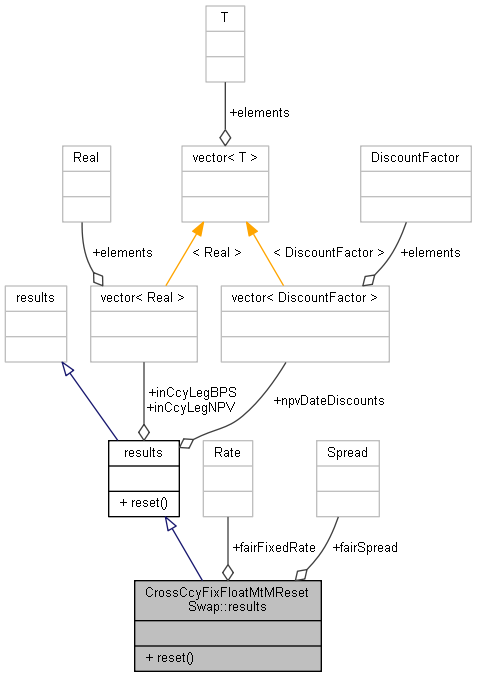 T
+elements
Real
vector< T >
DiscountFactor
+elements
< Real >
< DiscountFactor >
+elements
results
vector< Real >
vector< DiscountFactor >
+inCcyLegBPS
+inCcyLegNPV
+npvDateDiscounts
results
+ reset()
Rate
Spread
+fairFixedRate
+fairSpread
CrossCcyFixFloatMtMReset
Swap::results
+ reset()